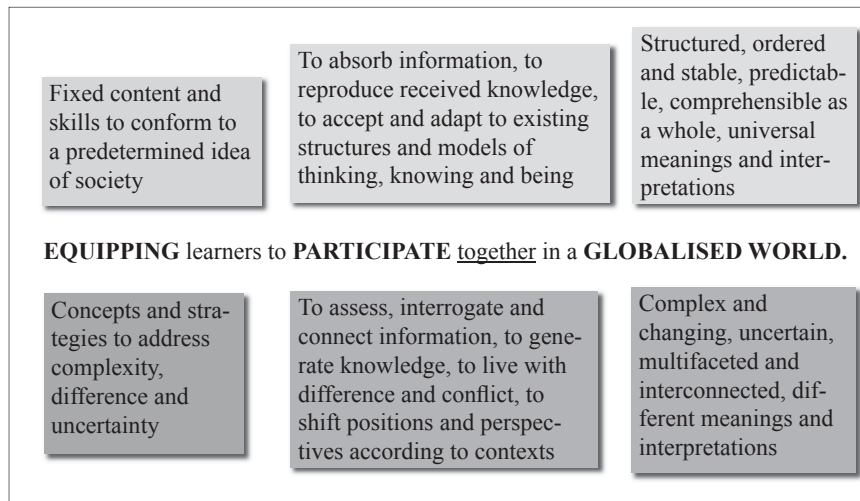 Fixed content and
skills to conform to
a predetermined idea
of society
To absorb information, to
reproduce received knowledge,
to accept and adapt to existing
structures and models of
thinking, knowing and being
Structured, ordered
and stable, predictab-
le, comprehensible as
a whole, universal
meanings and inter-
pretations
EQUIPPING learners to PARTICIPATE together in a GLOBALISED WORLD.
Concepts and stra-
tegies to address
complexity,
difference and
uncertainty
To assess, interrogate and
connect information, to gene-
rate knowledge, to live with
difference and conflict, to
shift positions and perspec-
tives according to contexts
Complex and
changing, uncertain,
multifaceted and
interconnected, dif-
ferent meanings and
interpretations